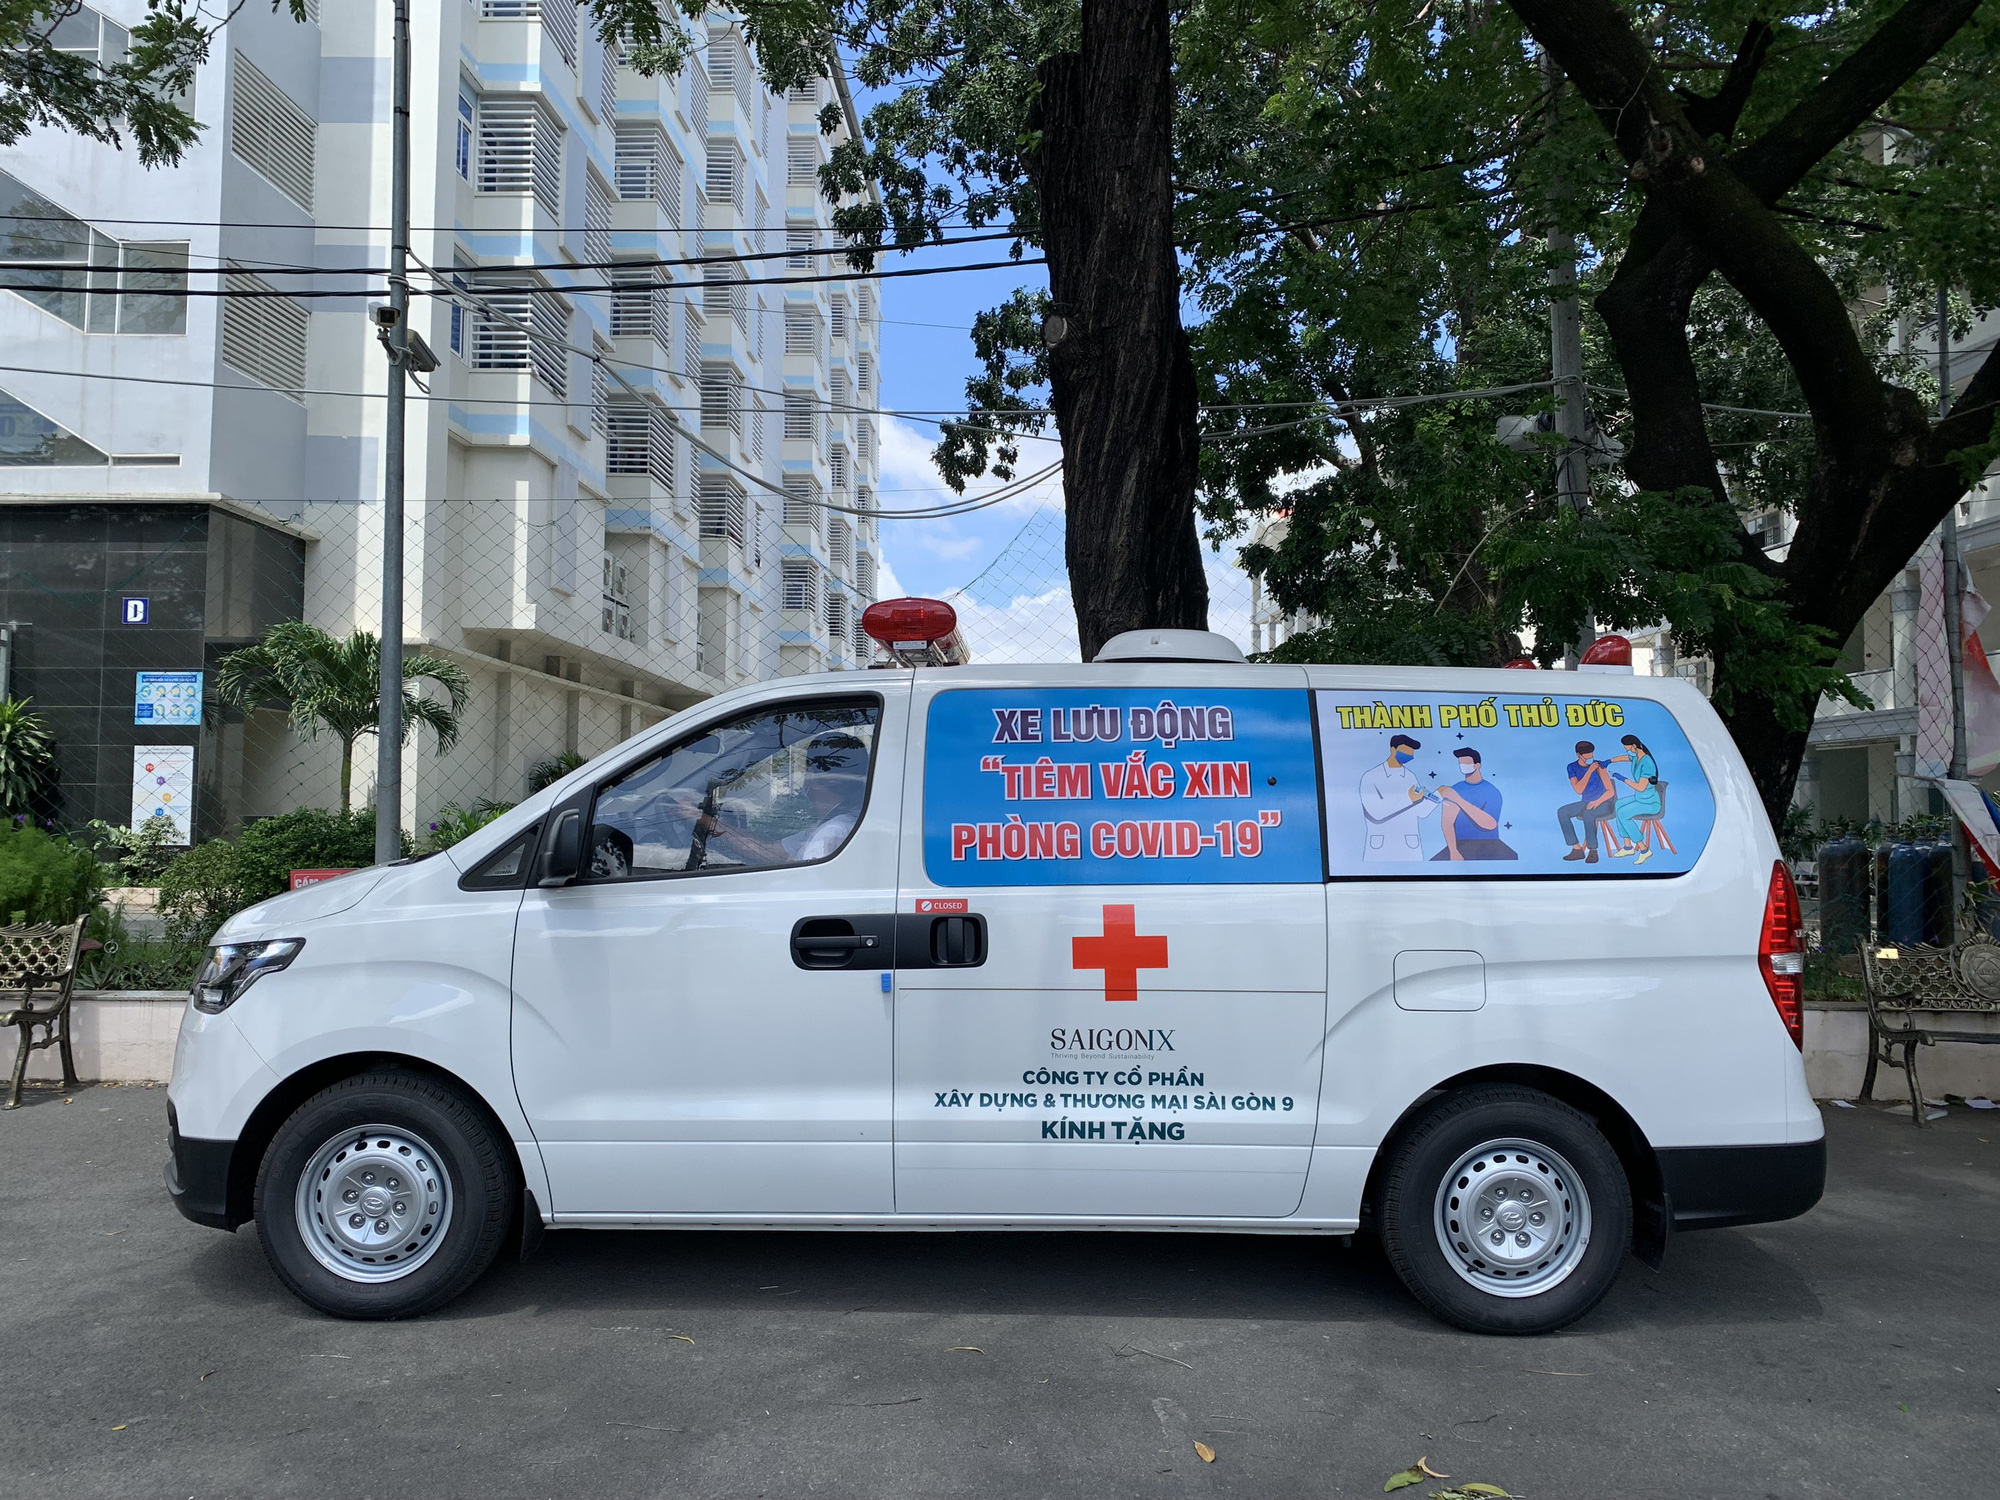 D
XE LƯU ĐỘNG
“TIÊM VẮC XIN
PHÒNG COVID-19”
THÀNH PHỐ THỦ ĐỨC
CLOSED
SAIGONIX
Thriving Beyond Sustainability
CÔNG TY CỔ PHẦN
XÂY DỰNG & THƯƠNG MẠI SÀI GÒN 9
KÍNH TẶNG